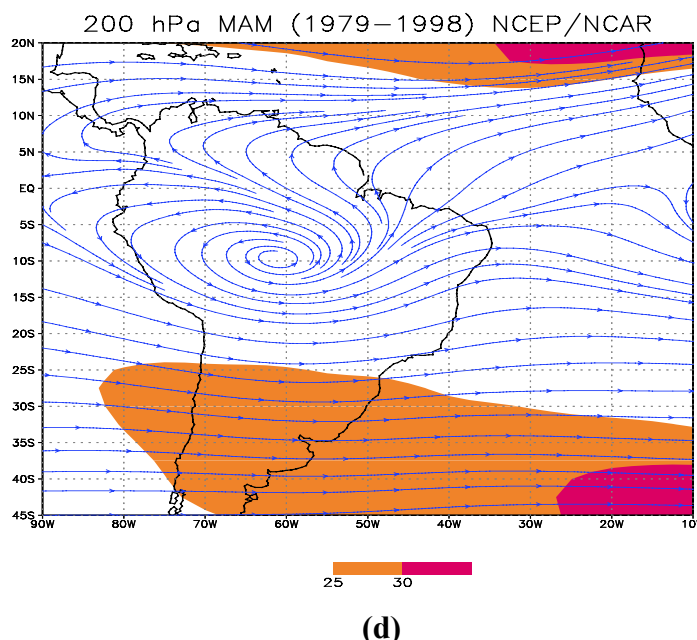 200 hPa MAM (1979−1998) NCEP/NCAR
20N
15N
10N
5N
EQ
5S
10S
15S
20S
25S
30S
35S
40S
45S
90W 80W 70W 60W 50W 40W 30W 20W 10
25 30
(d)